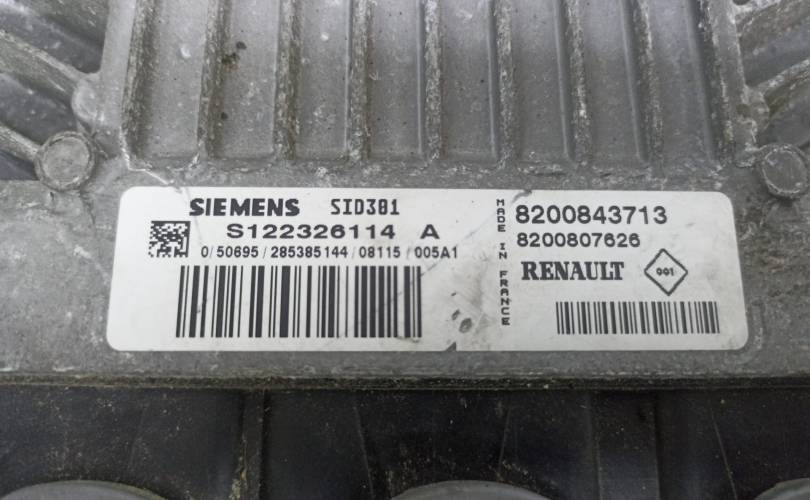 SIEMENS SID301
S122326114 A
0/50695/285385144/08115/005A1
MADE IN FRANCE
8200843713
8200807626
RENAULT 001